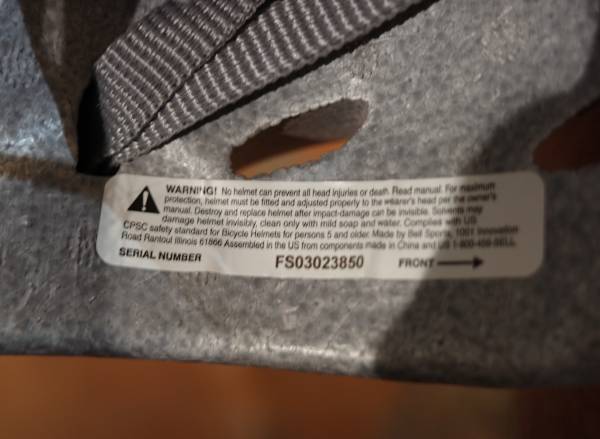 WARNING! No helmet can prevent all head injuries or death. Read manual. For maximum
protection, helmet must be fitted and adjusted properly to the wearer's head per the owner's
manual. Destroy and replace helmet after impact-damage can be invisible. Solvents may
damage helmet invisibly, clean only with mild soap and water. Complies with US
CPSC safety standard for Bicycle Helmets for persons 5 and older. Made by Bell Sports, 1001 Innovation
Road Rantoul Illinois 61866 Assembled in the US from components made in China and US 1-800-456-BELL
SERIAL NUMBER FS03023850 FRONT